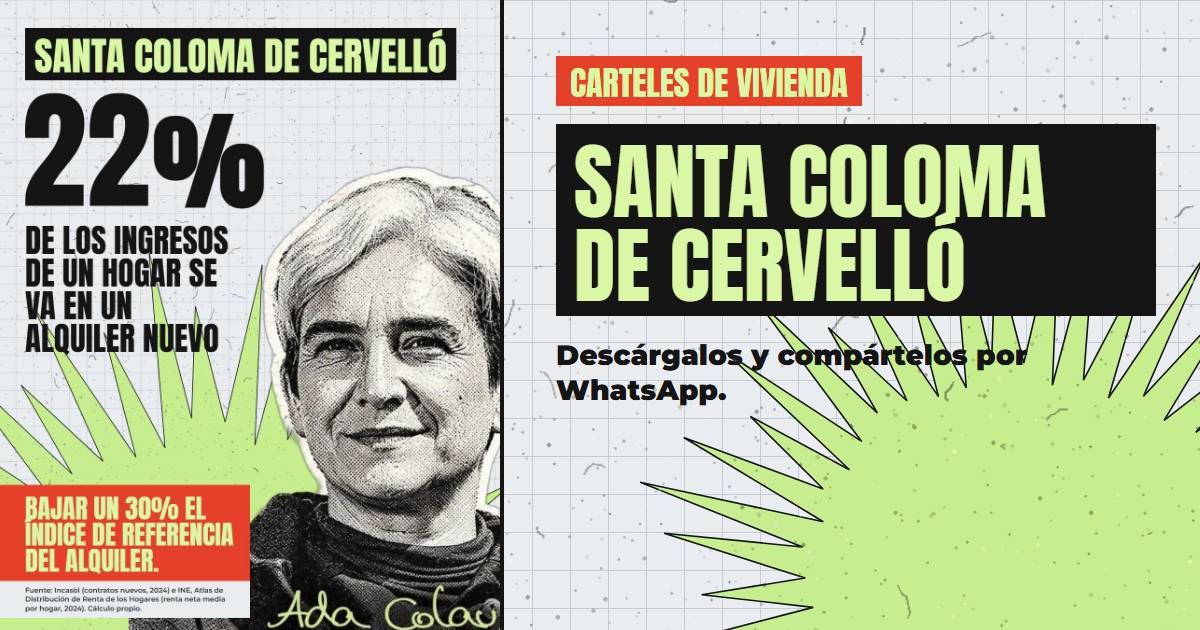 SANTA COLOMA DE CERVELLÓ
22%
DE LOS INGRESOS
DE UN HOGAR SE
VA EN UN
ALQUILER NUEVO
BAJAR UN 30% EL
ÍNDICE DE REFERENCIA
DEL ALQUILER.
Fuente: Incasòl (contratos nuevos, 2024) e INE, Atlas de
Distribución de Renta de los Hogares (renta neta media
por hogar, 2024). Cálculo propio.
Ada Colau
CARTELES DE VIVIENDA
SANTA COLOMA
DE CERVELLÓ
Descárgalos y compártelos por
WhatsApp.